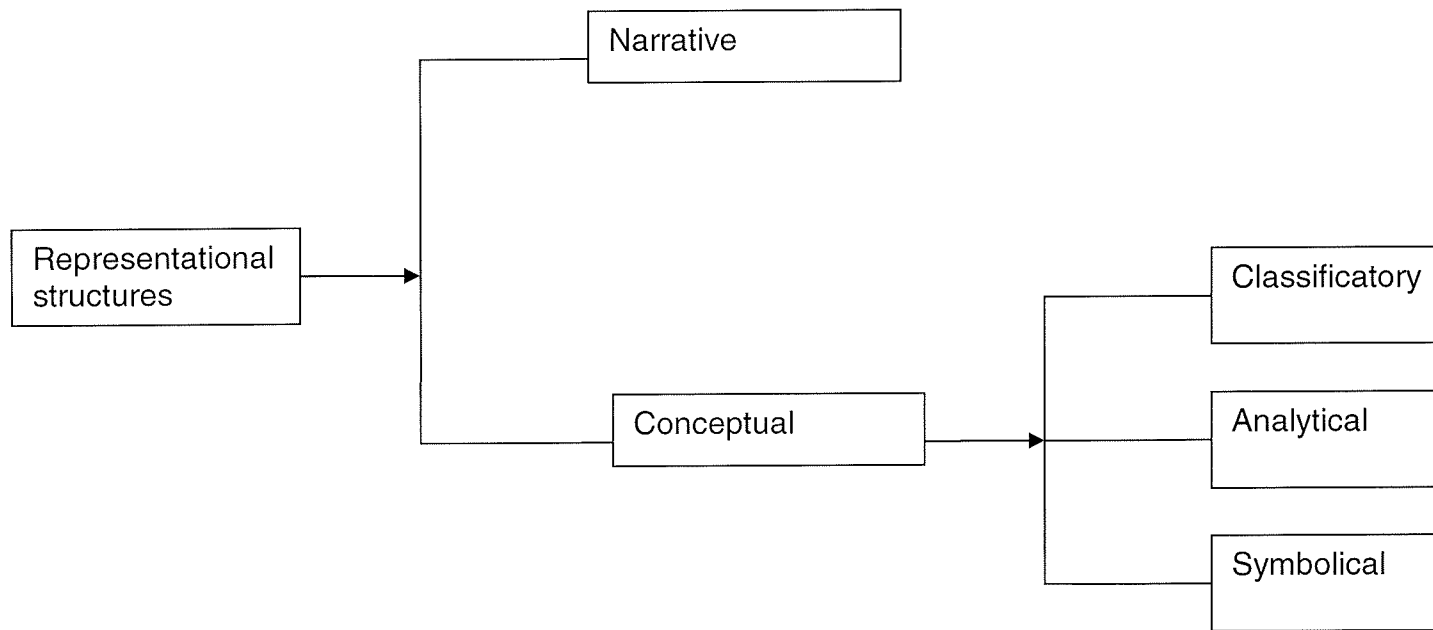 Narrative
Representational
structures
Classificatory
Conceptual
Analytical
Symbolical